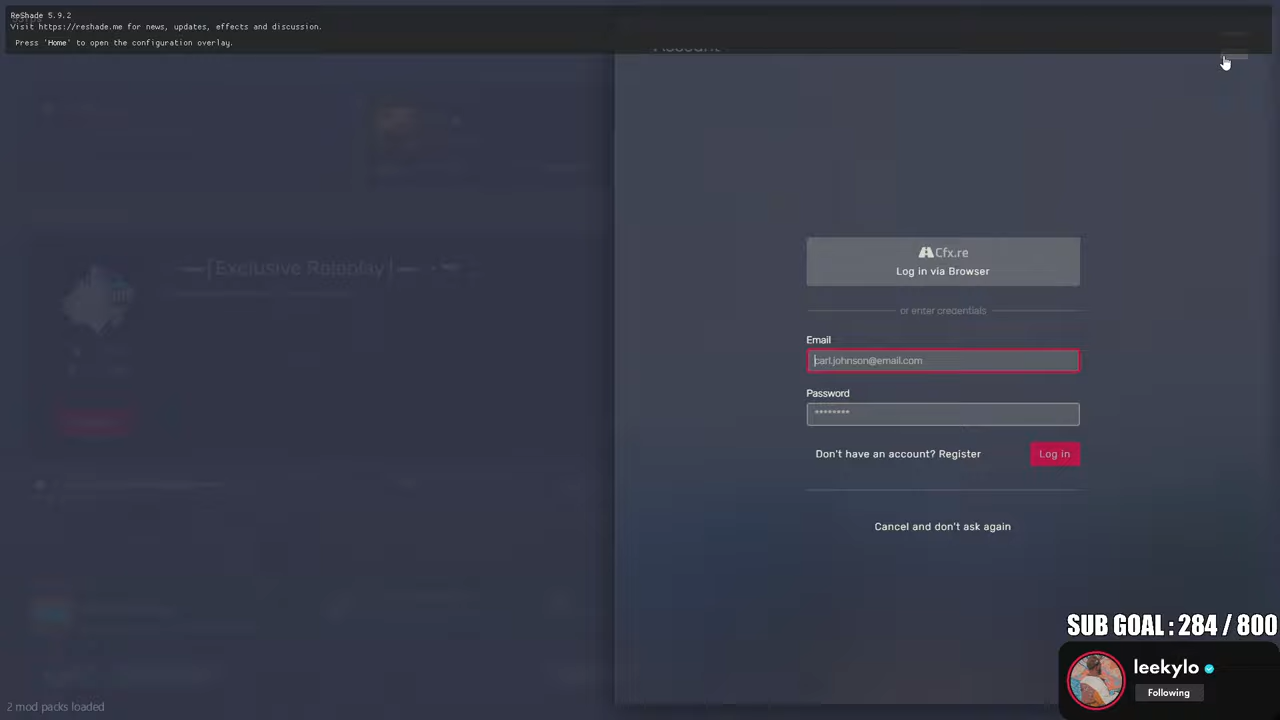 ReShade 5.9.2
Visit https://reshade.me for news, updates, effects and discussion.
Press 'Home' to open the configuration overlay.
Account
[Exclusive Roleplay]
Cfx.re
Log in via Browser
or enter credentials
Email
carl.johnson@email.com
Password
********
Don't have an account? Register
Log in
Cancel and don't ask again
SUB GOAL : 284 / 800
leekylo
Following
2 mod packs loaded